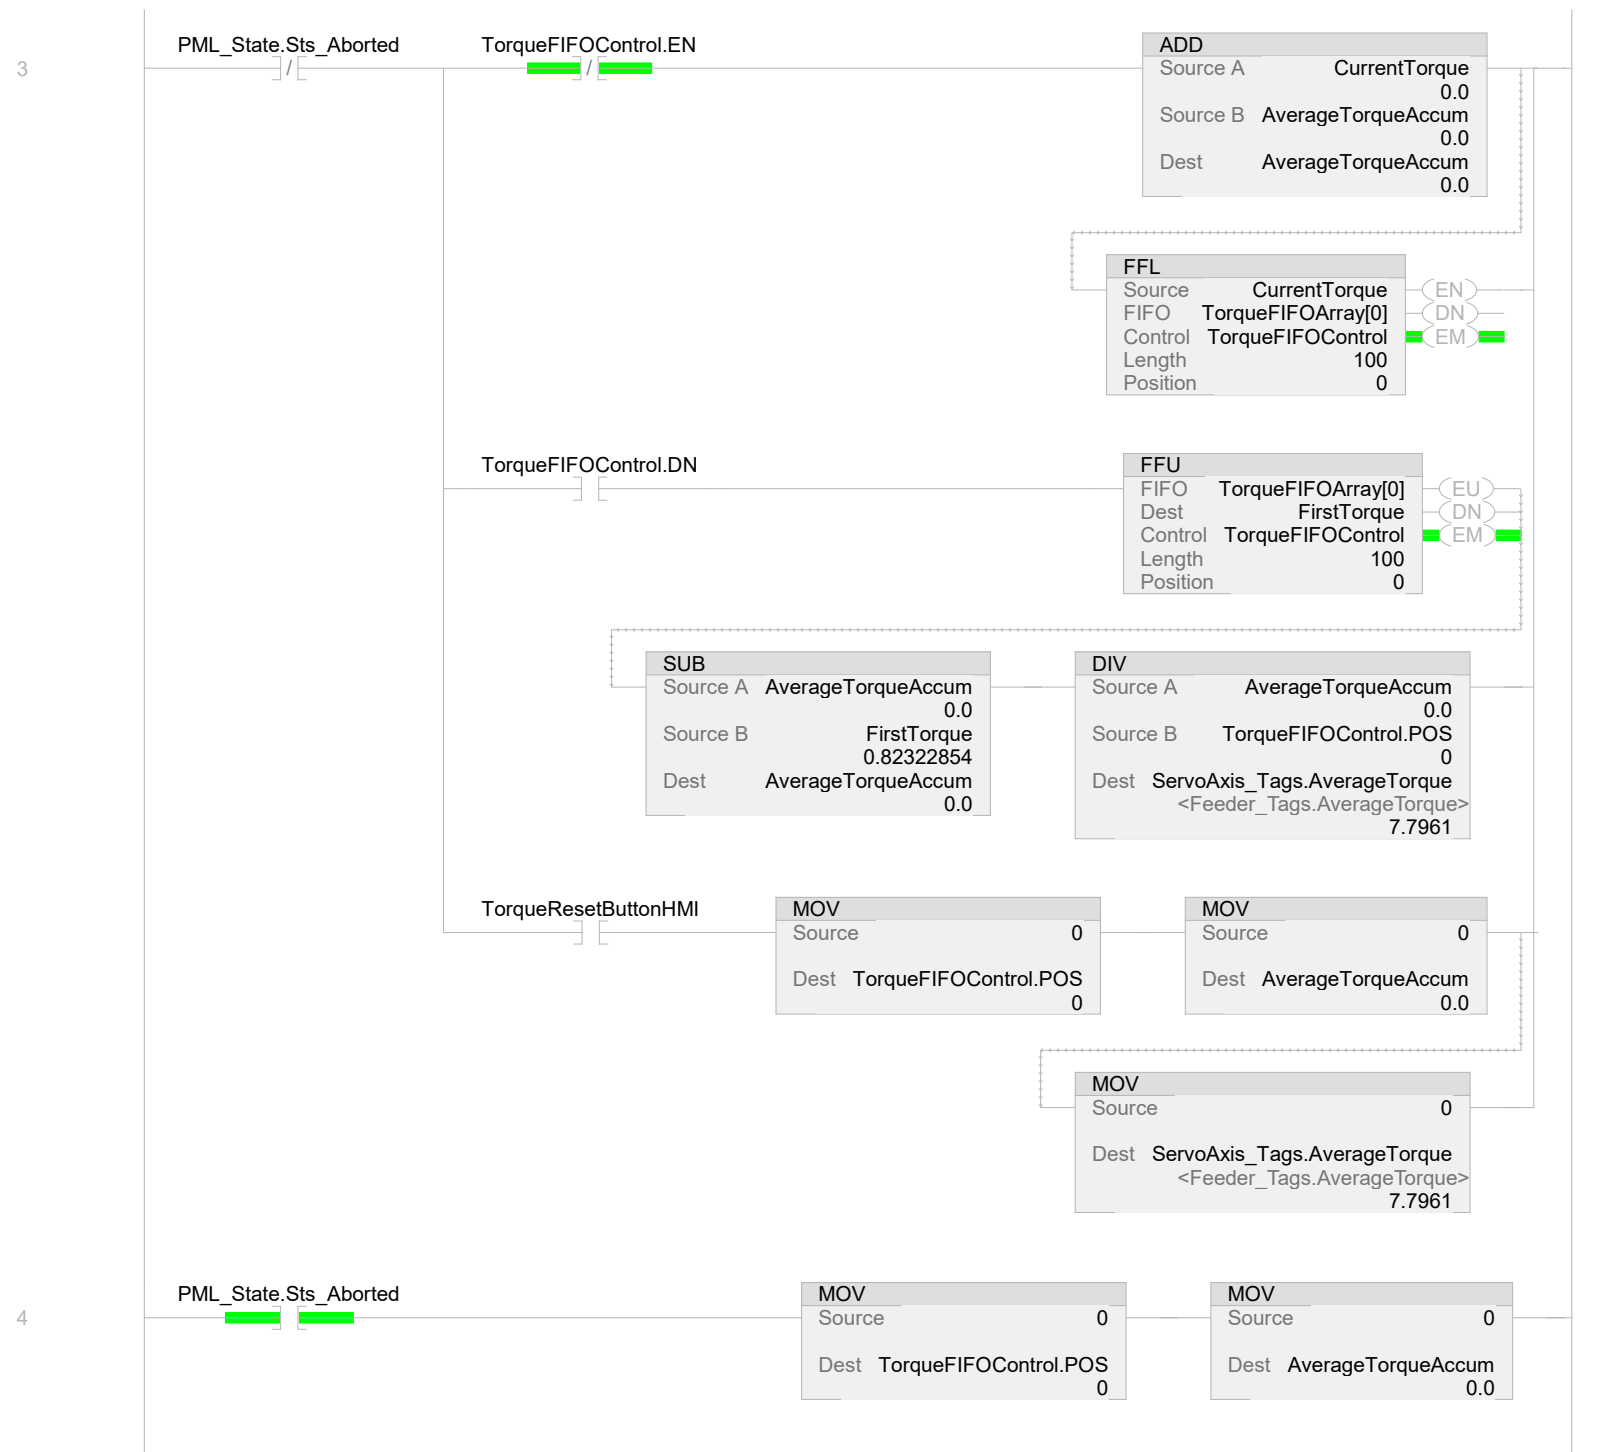 PML_State.Sts_Aborted
TorqueFIFOControl.EN
3
/
/
ADD
Source A CurrentTorque
0.0
Source B AverageTorqueAccum
0.0
Dest AverageTorqueAccum
0.0
FFL
Source CurrentTorque
FIFO TorqueFIFOArray[0]
Control TorqueFIFOControl
Length 100
Position 0
EN
DN
EM
TorqueFIFOControl.DN
FFU
FIFO TorqueFIFOArray[0]
Dest FirstTorque
Control TorqueFIFOControl
Length 100
Position 0
EU
DN
EM
SUB
Source A AverageTorqueAccum
0.0
Source B FirstTorque
0.82322854
Dest AverageTorqueAccum
0.0
DIV
Source A AverageTorqueAccum
0.0
Source B TorqueFIFOControl.POS
0
Dest ServoAxis_Tags.AverageTorque
<Feeder_Tags.AverageTorque>
7.7961
TorqueResetButtonHMI
MOV
Source 0
Dest TorqueFIFOControl.POS
0
MOV
Source 0
Dest AverageTorqueAccum
0.0
MOV
Source 0
Dest ServoAxis_Tags.AverageTorque
<Feeder_Tags.AverageTorque>
7.7961
PML_State.Sts_Aborted
4
MOV
Source 0
Dest TorqueFIFOControl.POS
0
MOV
Source 0
Dest AverageTorqueAccum
0.0